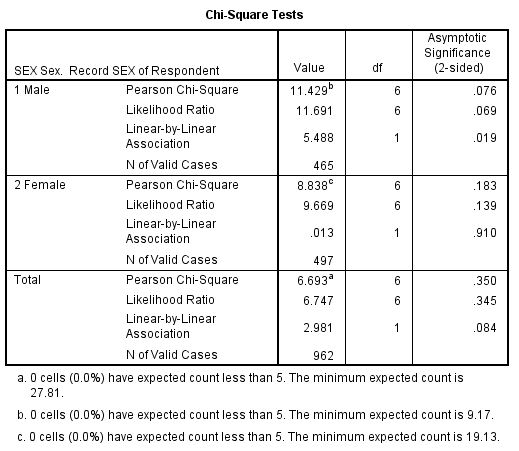 Chi-Square Tests
SEX Sex. Record SEX of Respondent Value df Asymptotic Significance (2-sided)
1 Male Pearson Chi-Square 11.429b 6 .076
Likelihood Ratio 11.691 6 .069
Linear-by-Linear Association 5.488 1 .019
N of Valid Cases 465
2 Female Pearson Chi-Square 8.838c 6 .183
Likelihood Ratio 9.669 6 .139
Linear-by-Linear Association .013 1 .910
N of Valid Cases 497
Total Pearson Chi-Square 6.693a 6 .350
Likelihood Ratio 6.747 6 .345
Linear-by-Linear Association 2.981 1 .084
N of Valid Cases 962
a. 0 cells (0.0%) have expected count less than 5. The minimum expected count is
27.81.
b. 0 cells (0.0%) have expected count less than 5. The minimum expected count is 9.17.
c. 0 cells (0.0%) have expected count less than 5. The minimum expected count is 19.13.